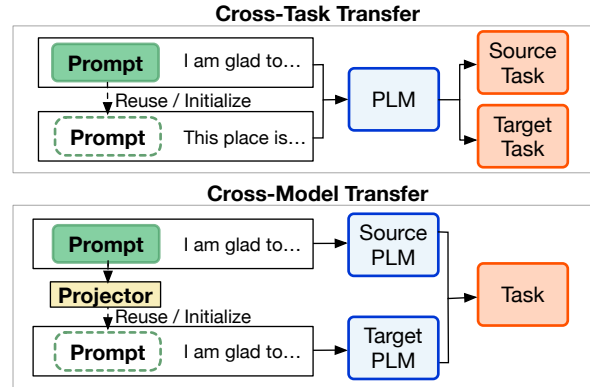 Cross-Task Transfer
Prompt I am glad to...
Reuse / Initialize
Prompt This place is...
PLM
Source
Task
Target
Task
Cross-Model Transfer
Prompt I am glad to...
Projector
Reuse / Initialize
Prompt I am glad to...
Source
PLM
Target
PLM
Task